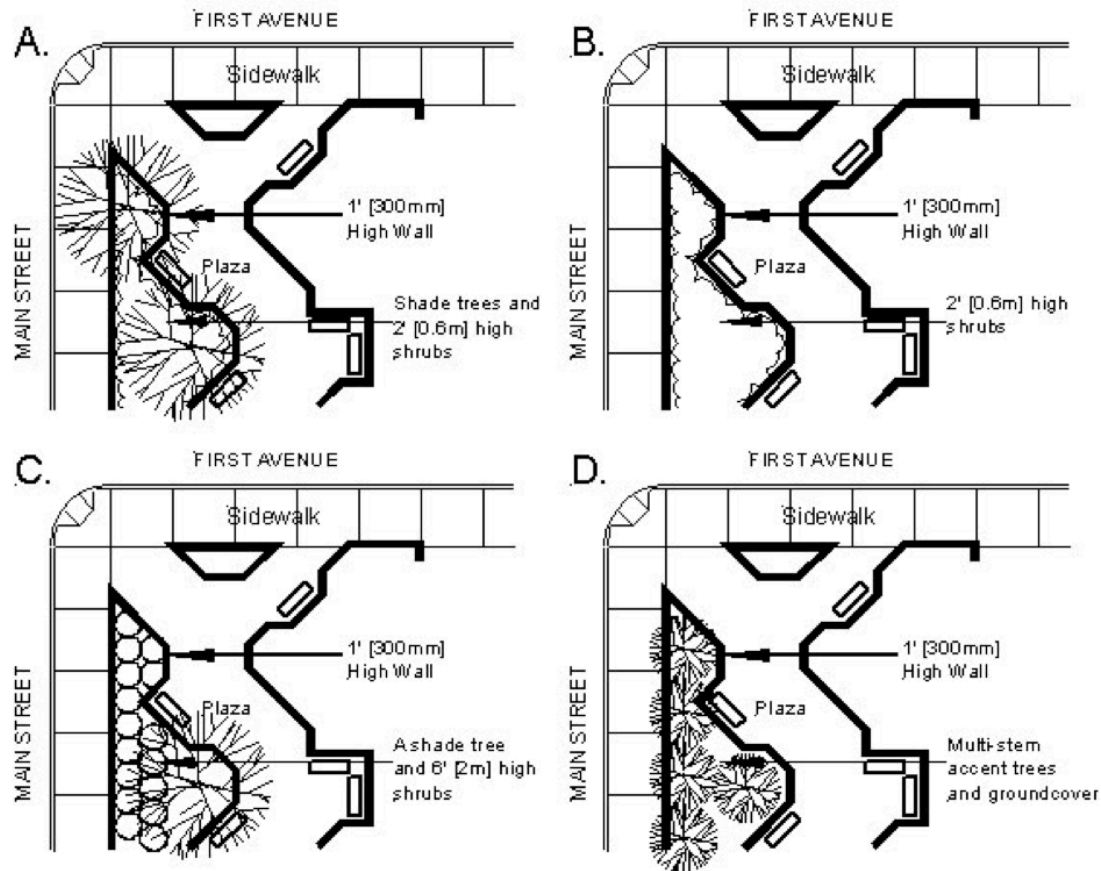 A.
FIRST AVENUE
Sidewalk
MAIN STREET
1' [300mm]
High Wall
Plaza
Shade trees and
2' [0.6m] high
shrubs
B.
FIRST AVENUE
Sidewalk
MAIN STREET
1' [300mm]
High Wall
Plaza
2' [0.6m] high
shrubs
C.
FIRST AVENUE
Sidewalk
MAIN STREET
1' [300mm]
High Wall
Plaza
A shade tree
and 6' [2m] high
shrubs
D.
FIRST AVENUE
Sidewalk
MAIN STREET
1' [300mm]
High Wall
Plaza
Multi-stem
accent trees
and groundcover